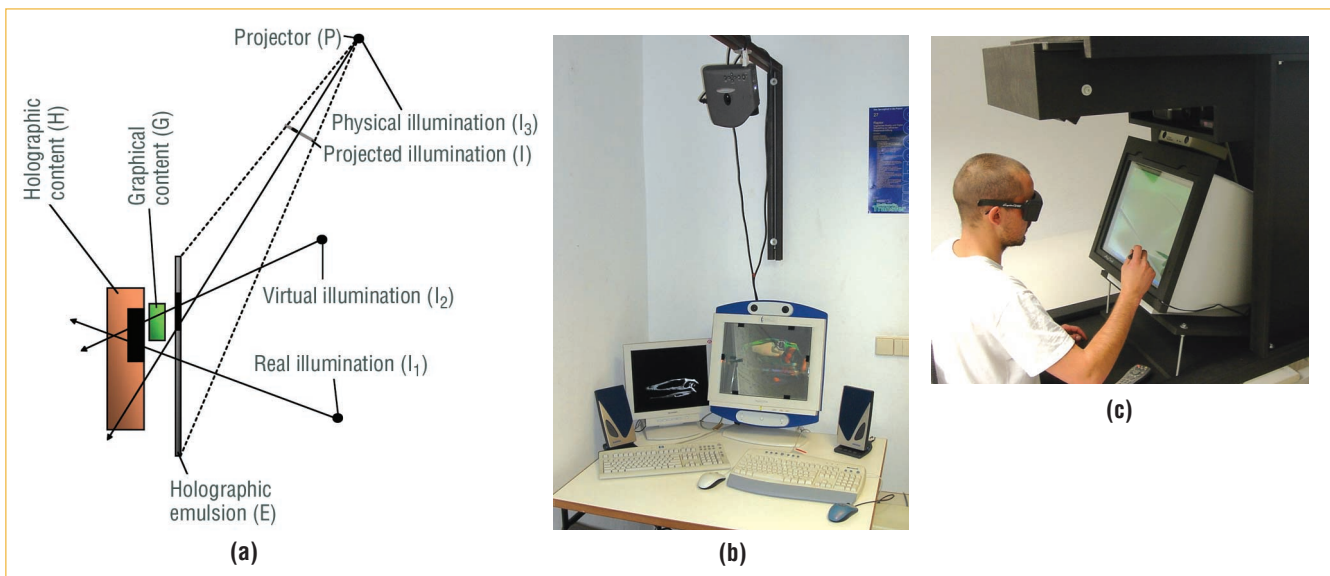 Projector (P)
Holographic
content (H)
Graphical
content (G)
Physical illumination (I₃)
Projected illumination (I)
Virtual illumination (I₂)
Real illumination (I₁)
Holographic
emulsion (E)
(a)
(b)
(c)